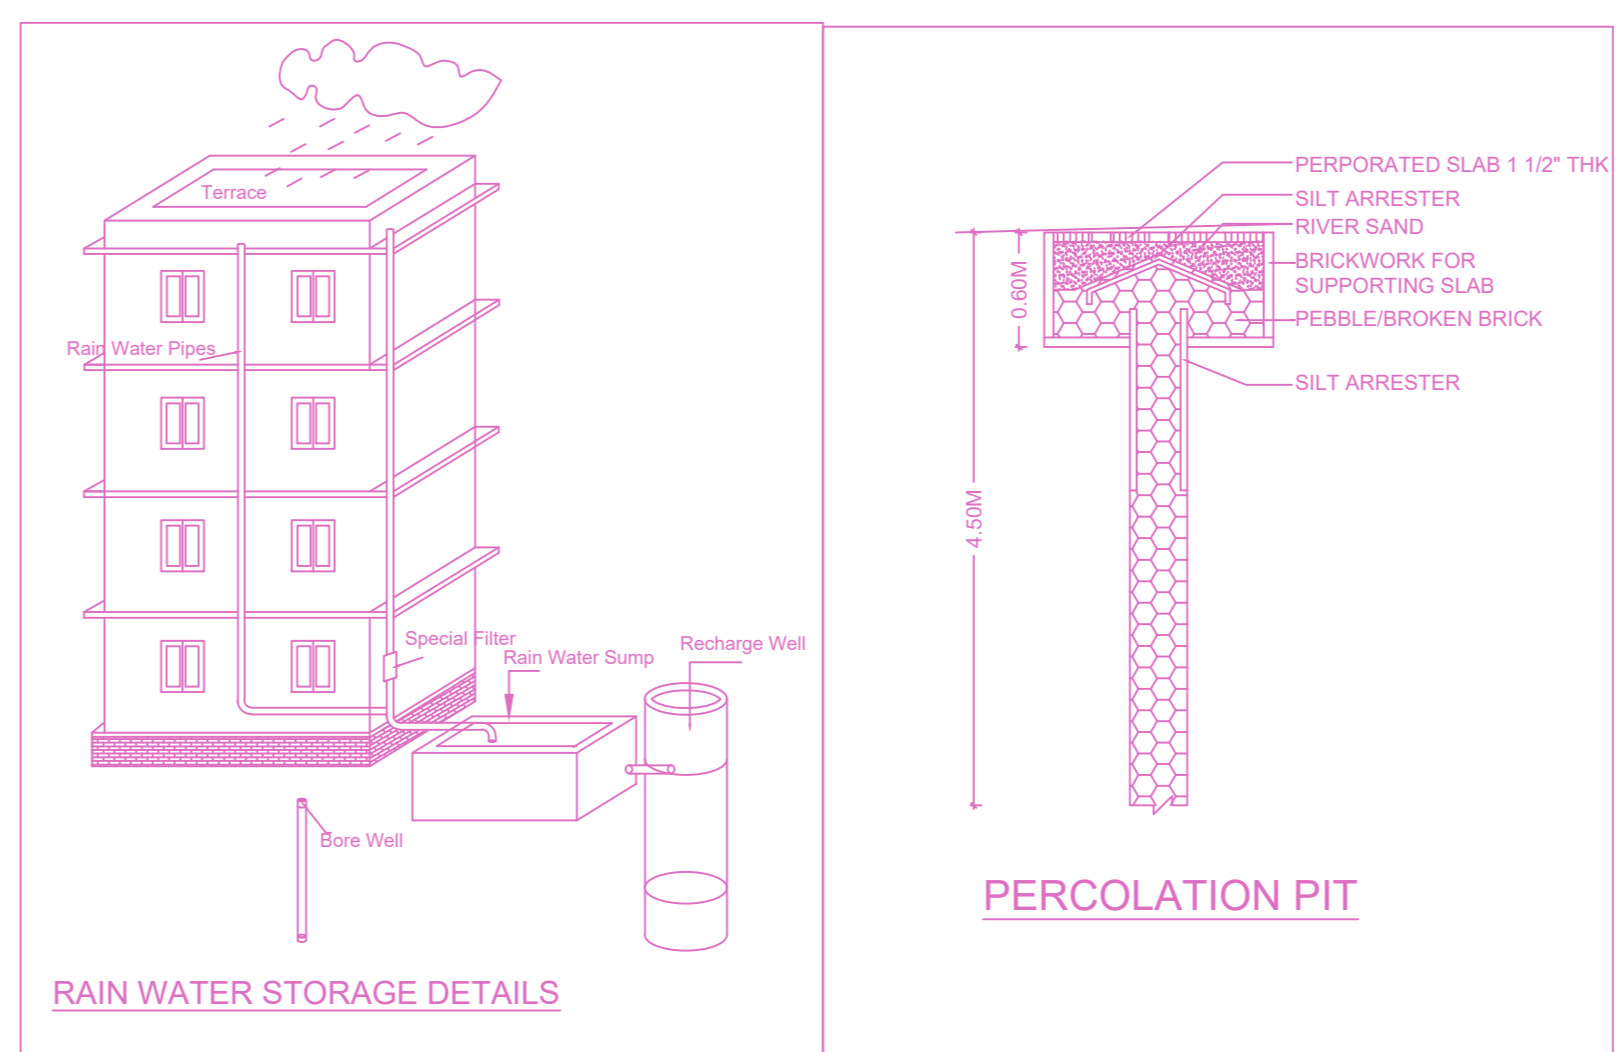 Terrace
Rain Water Pipes
Special Filter
Rain Water Sump
Recharge Well
Bore Well
RAIN WATER STORAGE DETAILS
PERPORATED SLAB 1 1/2" THK
SILT ARRESTER
RIVER SAND
BRICKWORK FOR
SUPPORTING SLAB
PEBBLE/BROKEN BRICK
SILT ARRESTER
0.60M
4.50M
PERCOLATION PIT